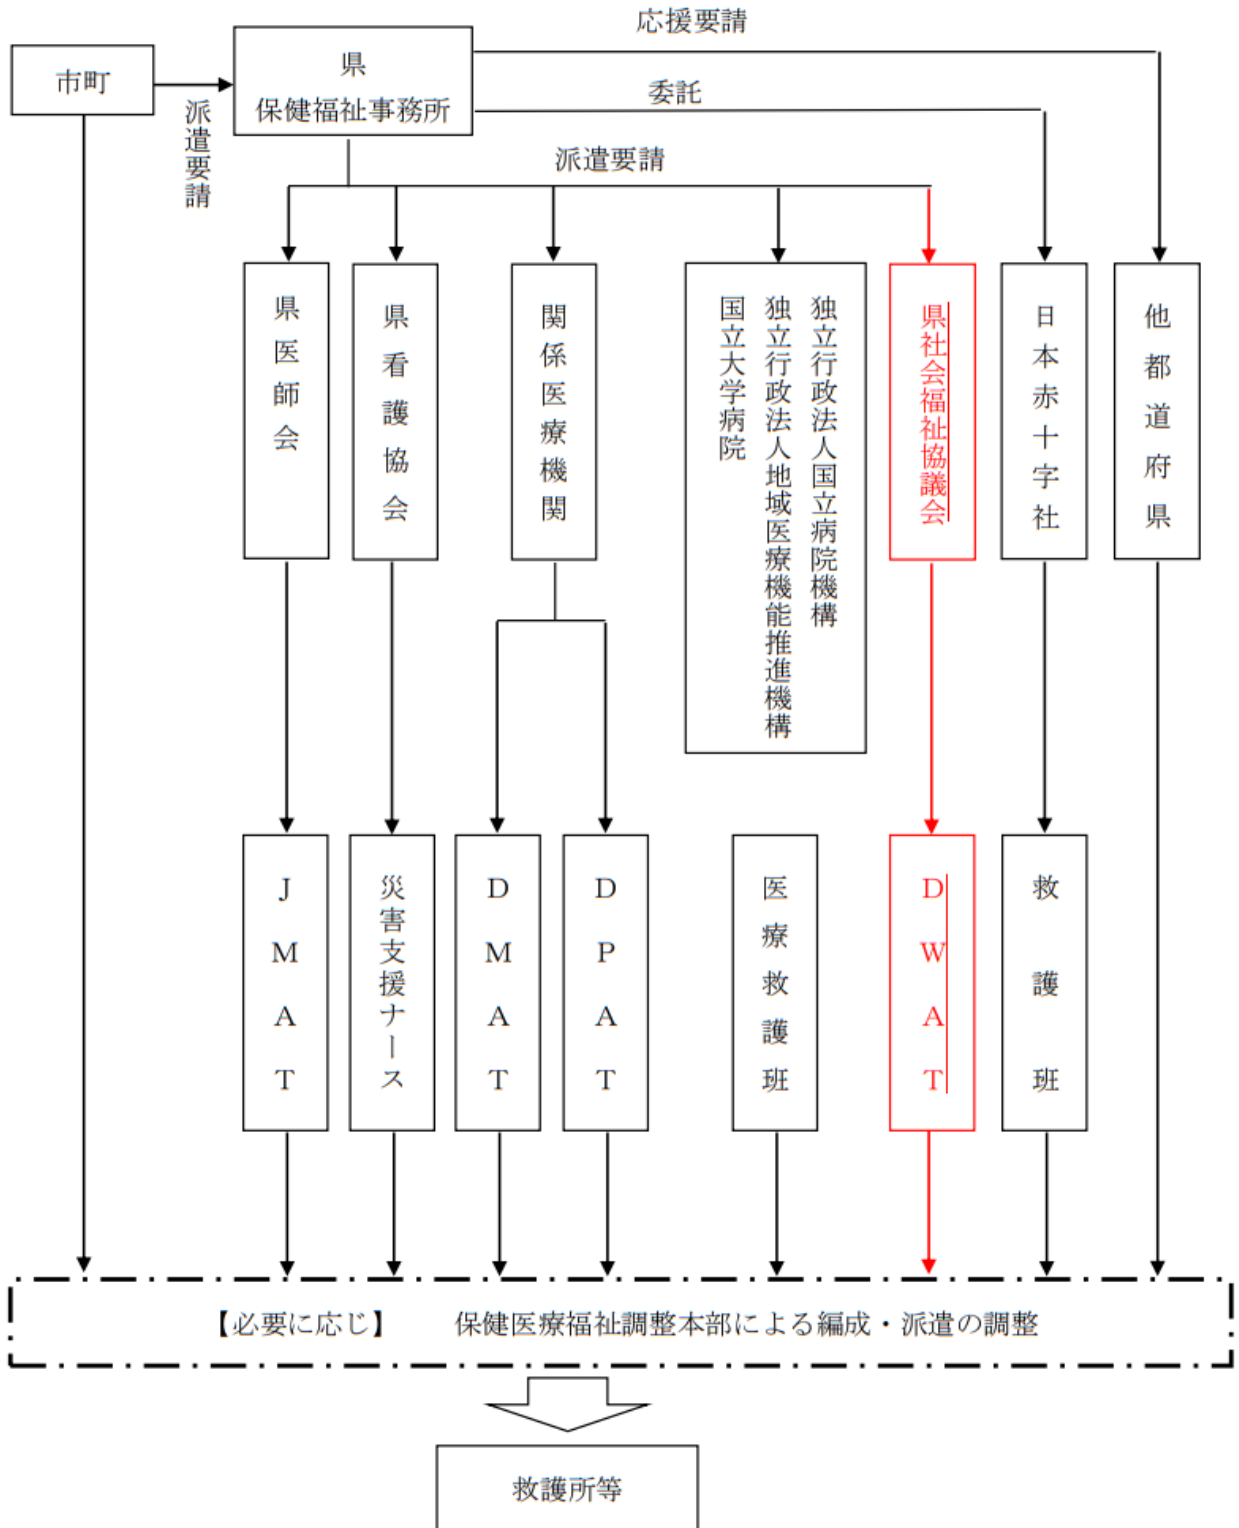 応援要請
市町
県
保健福祉事務所
委託
派遣要請
派遣要請
県医師会
県看護協会
関係医療機関
独立行政法人国立病院機構
独立行政法人地域医療機能推進機構
国立大学病院
県社会福祉協議会
日本赤十字社
他都道府県
JMAT
災害支援ナース
DMAT
DPAT
医療救護班
DWAT
救護班
【必要に応じ】 保健医療福祉調整本部による編成・派遣の調整
救護所等